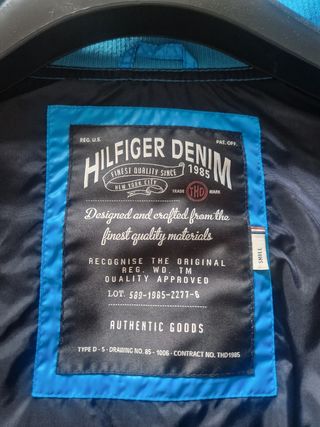 REG. U.S. PAT. OFF.
HILFIGER DENIM
FINEST QUALITY SINCE 1985
NEW YORK CITY
TRADE THD MARK
Designed and crafted from the
finest quality materials
RECOGNISE THE ORIGINAL
REG. WD. TM
QUALITY APPROVED
LOT. 589-1985-2277-6
AUTHENTIC GOODS
TYPE D - S - DRAWING NO. 85 - 1006 - CONTRACT NO. THD1985
SMALL